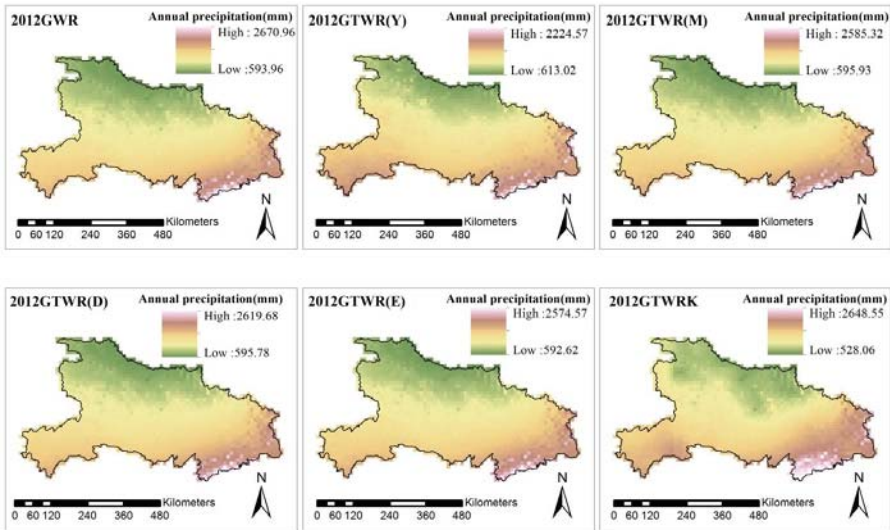 2012GWR
Annual precipitation(mm)
High : 2670.96
Low :593.96
N
Kilometers
0 60 120 240 360 480
2012GTWR(Y)
Annual precipitation(mm)
High : 2224.57
Low :613.02
N
Kilometers
0 60 120 240 360 480
2012GTWR(M)
Annual precipitation(mm)
High : 2585.32
Low :595.93
N
Kilometers
0 60 120 240 360 480
2012GTWR(D)
Annual precipitation(mm)
High :2619.68
Low :595.78
N
Kilometers
0 60 120 240 360 480
2012GTWR(E)
Annual precipitation(mm)
High :2574.57
Low :592.62
N
Kilometers
0 60 120 240 360 480
2012GTWRK
Annual precipitation(mm)
High :2648.55
Low :528.06
N
Kilometers
0 60 120 240 360 480